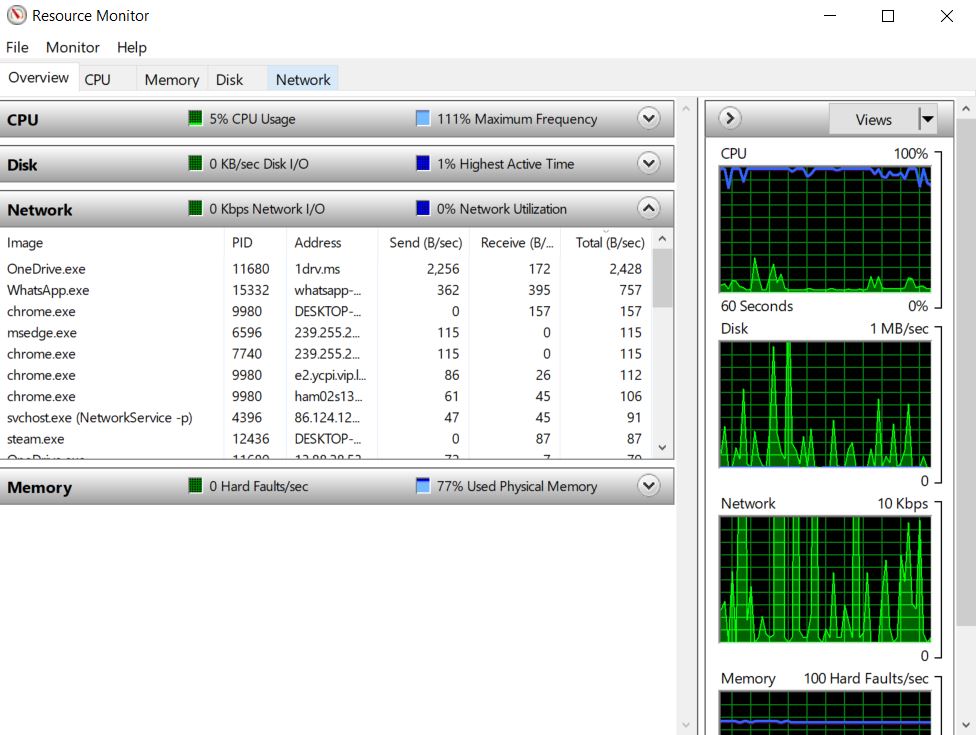 Resource Monitor
File Monitor Help
Overview CPU Memory Disk Network
CPU 5% CPU Usage 111% Maximum Frequency
Disk 0 KB/sec Disk I/O 1% Highest Active Time
Network 0 Kbps Network I/O 0% Network Utilization
Image PID Address Send (B/sec) Receive (B/... Total (B/sec)
OneDrive.exe 11680 1drv.ms 2,256 172 2,428
WhatsApp.exe 15332 whatsapp-... 362 395 757
chrome.exe 9980 DESKTOP-... 0 157 157
msedge.exe 6596 239.255.2... 115 0 115
chrome.exe 7740 239.255.2... 115 0 115
chrome.exe 9980 e2.ycpi.vip.l... 86 26 112
chrome.exe 9980 ham02s13... 61 45 106
svchost.exe (NetworkService -p) 4396 86.124.12... 47 45 91
steam.exe 12436 DESKTOP-... 0 87 87
Memory 0 Hard Faults/sec 77% Used Physical Memory
Views
CPU 100%
60 Seconds 0%
Disk 1 MB/sec
0
Network 10 Kbps
0
Memory 100 Hard Faults/sec